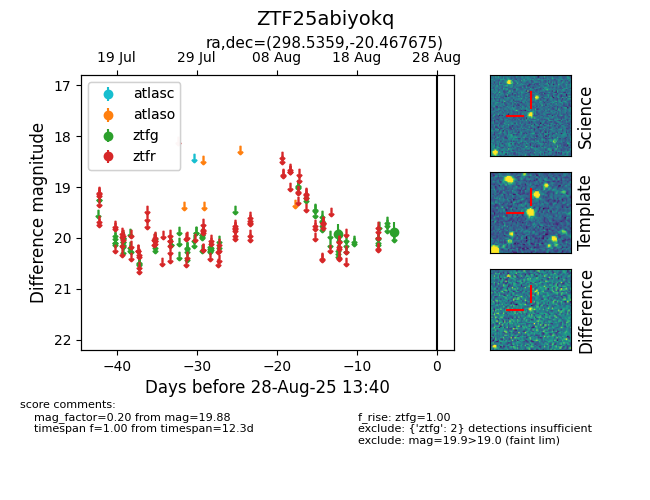 ZTF25abiyokq
ra,dec=(298.5359,-20.467675)
19 Jul 29 Jul 08 Aug 18 Aug 28 Aug
atlasc
atlaso
ztfg
ztfr
17
18
19
20
21
22
Difference magnitude
−40 −30 −20 −10 0
Days before 28-Aug-25 13:40
Science
Template
Difference
score comments:
mag_factor=0.20 from mag=19.88
timespan f=1.00 from timespan=12.3d
f_rise: ztfg=1.00
exclude: {'ztfg': 2} detections insufficient
exclude: mag=19.9>19.0 (faint lim)